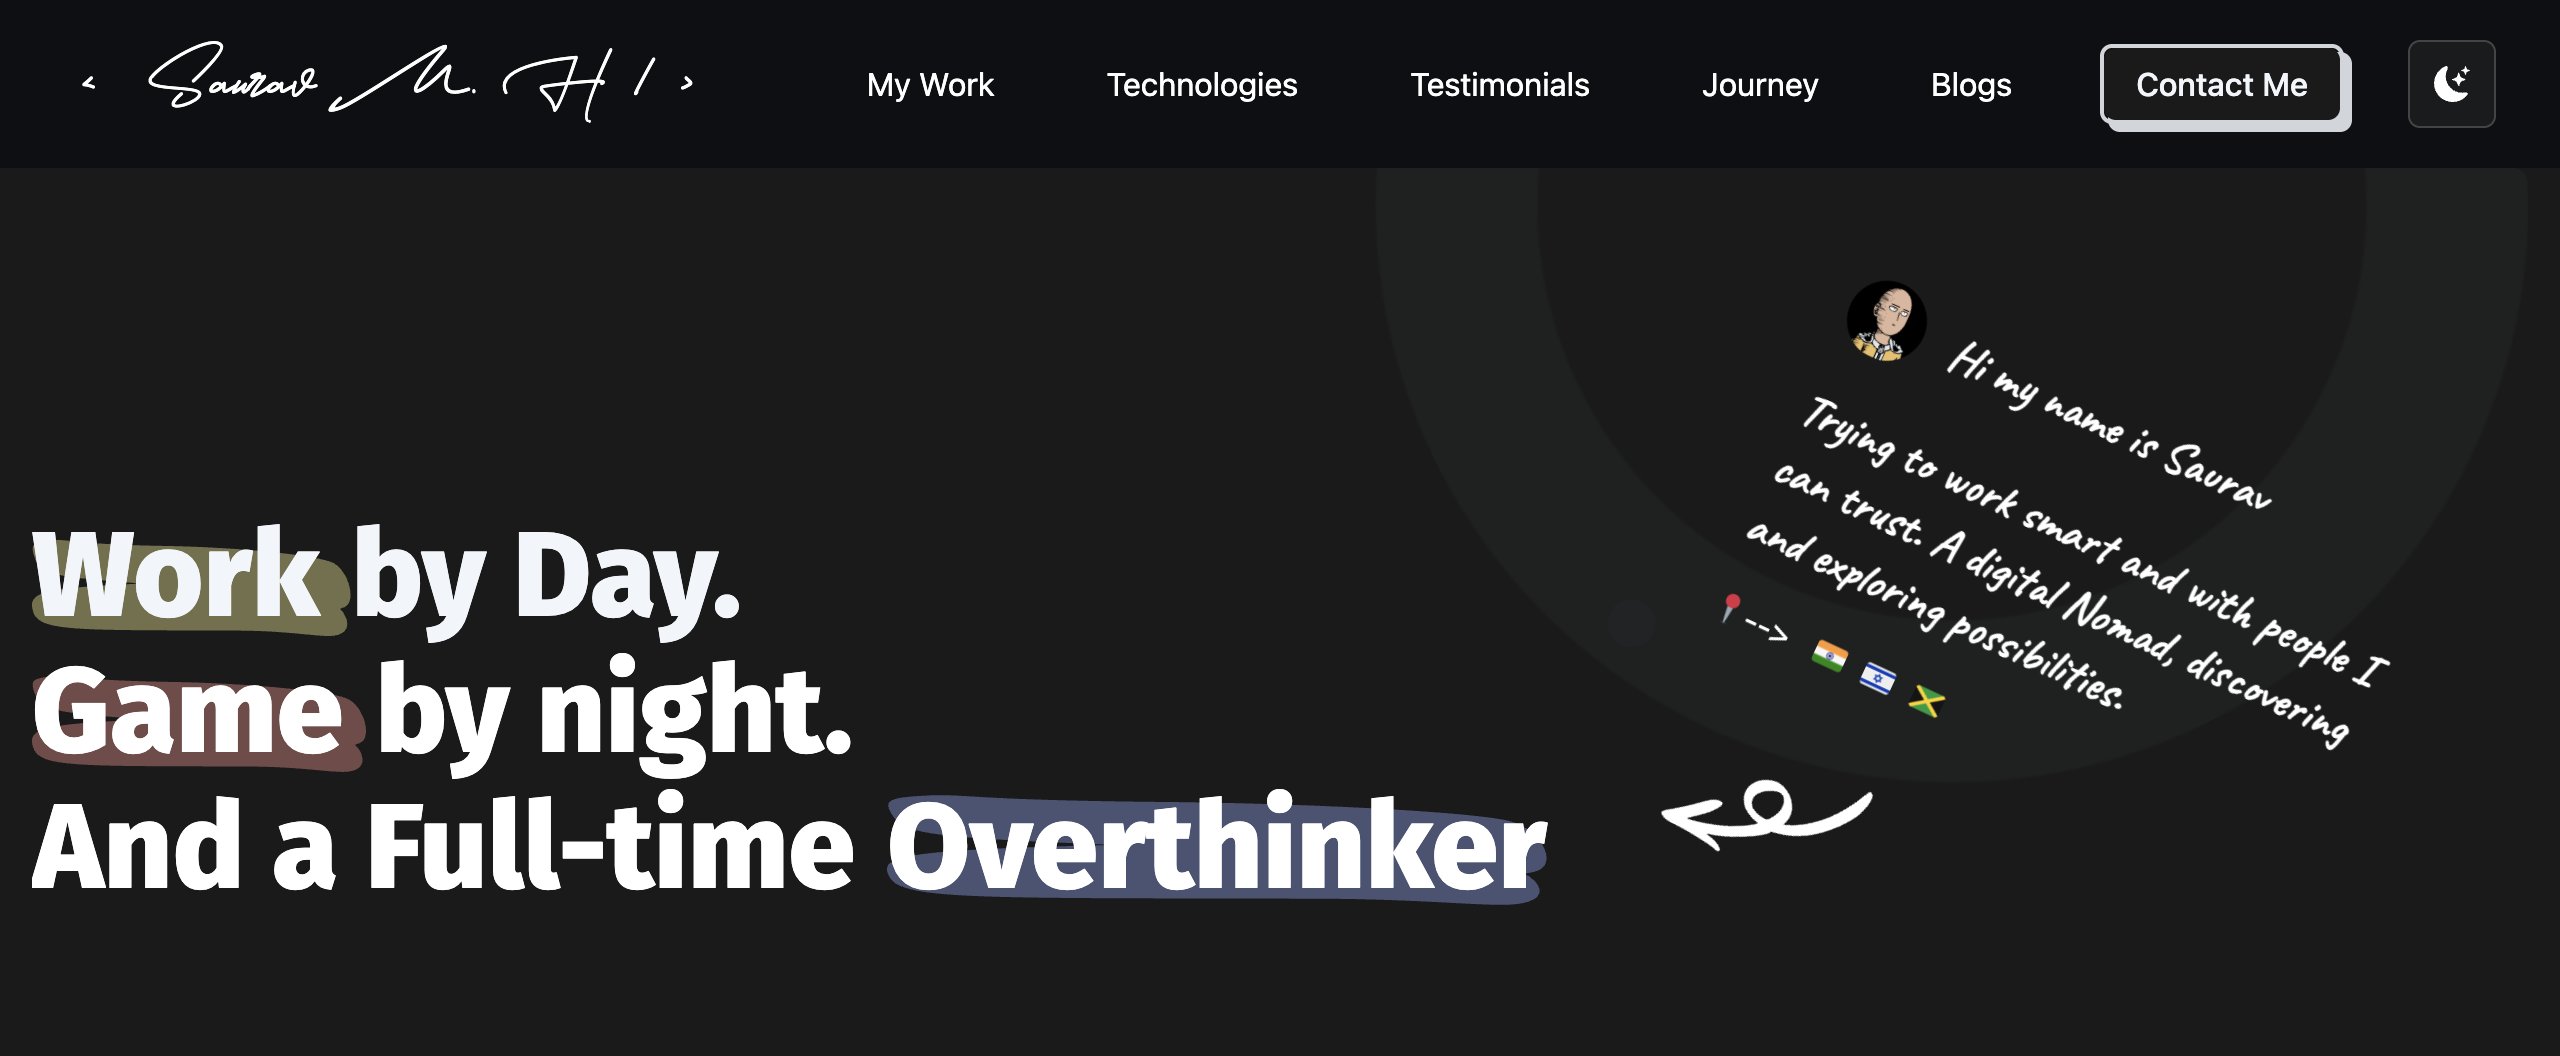 < Saurav M. H / >
My Work
Technologies
Testimonials
Journey
Blogs
Contact Me
Hi my name is Saurav
Trying to work smart and with people I
can trust. A digital Nomad, discovering
and exploring possibilities.
📍--> 🇮🇳 🇮🇱 🇯🇲
Work by Day.
Game by night.
And a Full-time Overthinker